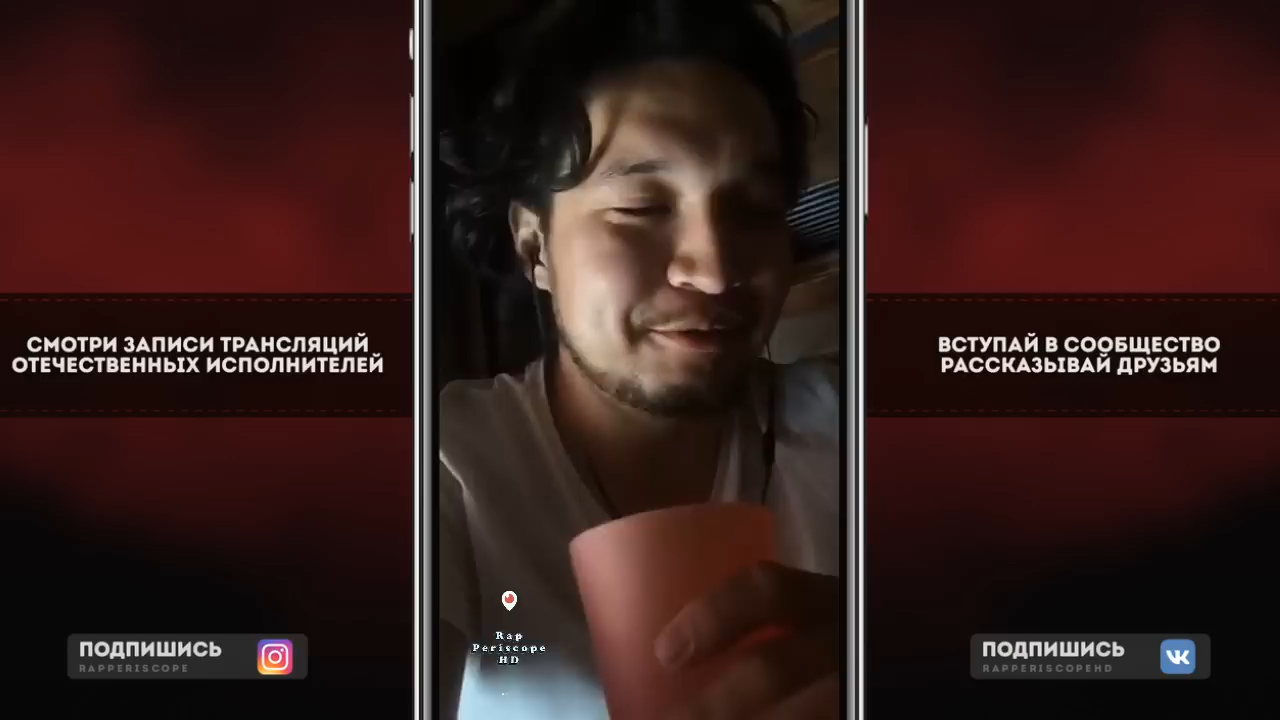 СМОТРИ ЗАПИСИ ТРАНСЛЯЦИЙ
ОТЕЧЕСТВЕННЫХ ИСПОЛНИТЕЛЕЙ
ПОДПИШИСЬ
RAPPERISCOPE
Rap
Periscope
HD
ВСТУПАЙ В СООБЩЕСТВО
РАССКАЗЫВАЙ ДРУЗЬЯМ
ПОДПИШИСЬ
RAPPERISCOPEHD